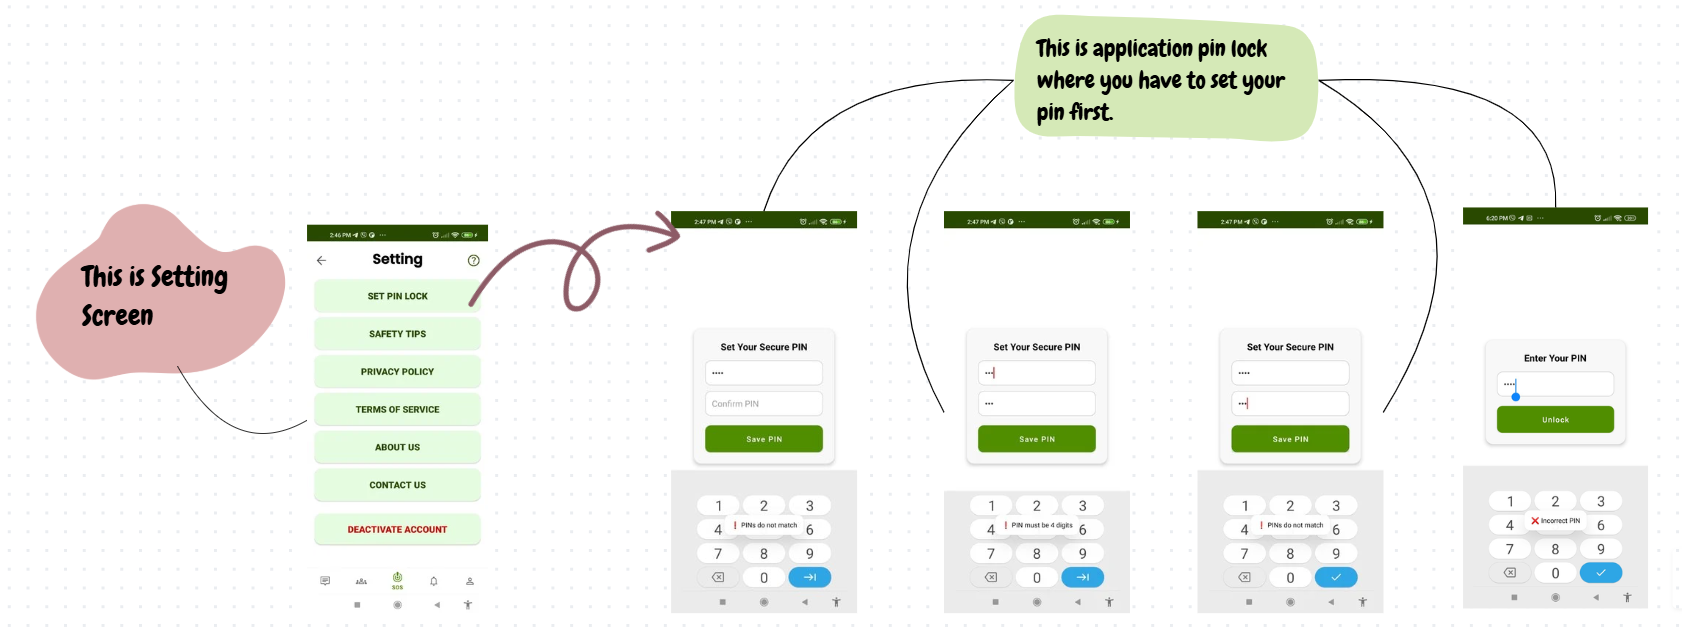 This is application pin lock
where you have to set your
pin first.
This is Setting
Screen
2:46 PM
Setting
SET PIN LOCK
SAFETY TIPS
PRIVACY POLICY
TERMS OF SERVICE
ABOUT US
CONTACT US
DEACTIVATE ACCOUNT
SOS
2:47 PM
Set Your Secure PIN
Confirm PIN
Save PIN
1 2 3
4 ! PINs do not match 6
7 8 9
0
2:47 PM
Set Your Secure PIN
Save PIN
1 2 3
4 ! PIN must be 4 digits 6
7 8 9
0
2:47 PM
Set Your Secure PIN
Save PIN
1 2 3
4 ! PINs do not match 6
7 8 9
0
6:20 PM
Enter Your PIN
Unlock
1 2 3
4 ❌ Incorrect PIN 6
7 8 9
0